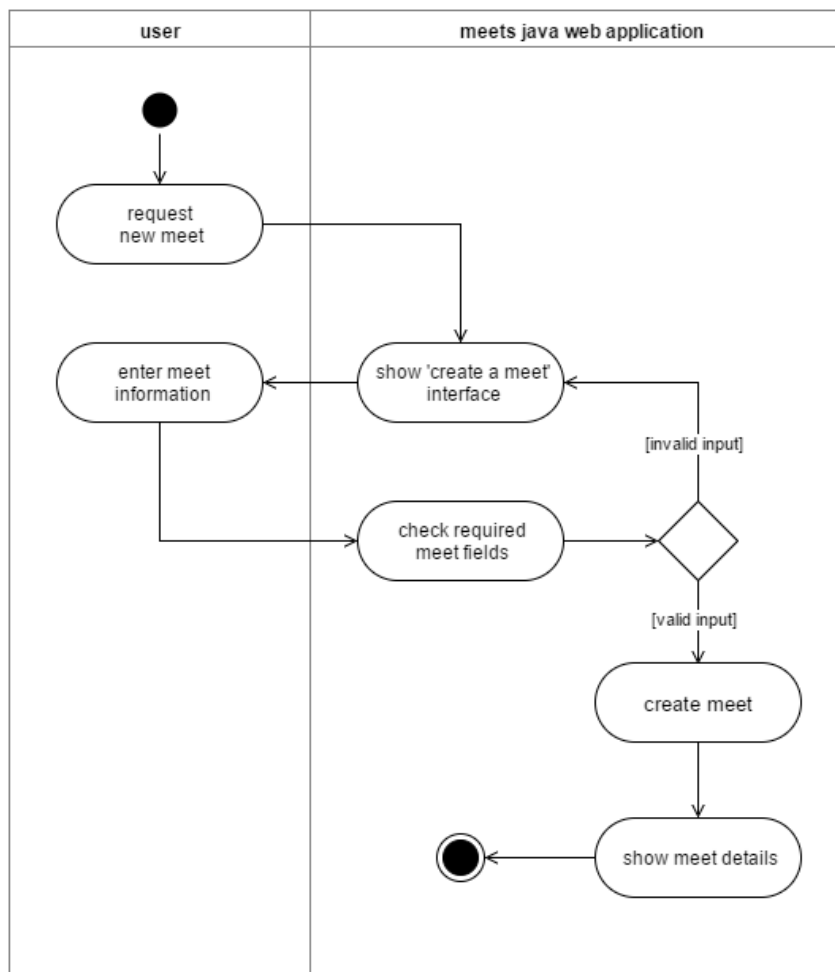 user
meets java web application
request
new meet
enter meet
information
show 'create a meet'
interface
[invalid input]
check required
meet fields
[valid input]
create meet
show meet details